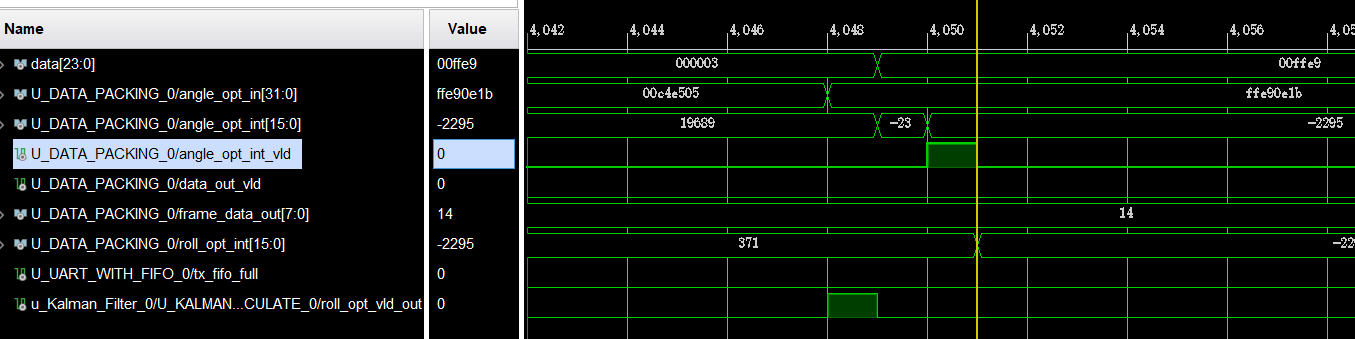 Name Value 4,042 4,044 4,046 4,048 4,050 4,052 4,054 4,056 4,05
data[23:0] 00ffe9 000003 00ffe9
U_DATA_PACKING_0/angle_opt_in[31:0] ffe90e1b 00c4e505 ffe90e1b
U_DATA_PACKING_0/angle_opt_int[15:0] -2295 19689 -23 -2295
U_DATA_PACKING_0/angle_opt_int_vld 0
U_DATA_PACKING_0/data_out_vld 0
U_DATA_PACKING_0/frame_data_out[7:0] 14 14
U_DATA_PACKING_0/roll_opt_int[15:0] -2295 371 -229
U_UART_WITH_FIFO_0/tx_fifo_full 0
u_Kalman_Filter_0/U_KALMAN...CULATE_0/roll_opt_vld_out 0